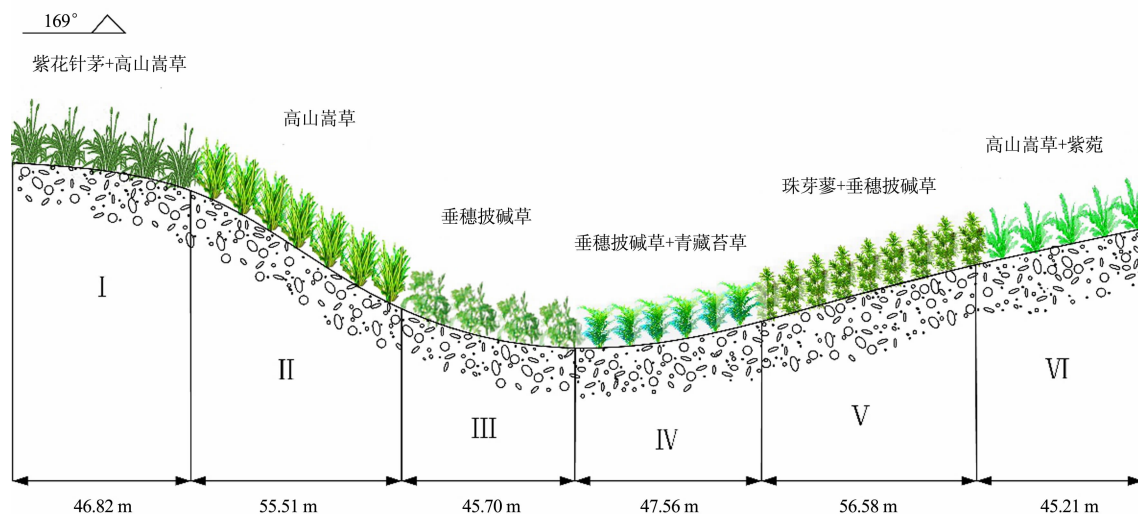 169°
紫花针茅+高山嵩草
高山嵩草
垂穗披碱草
垂穗披碱草+青藏苔草
珠芽蓼+垂穗披碱草
高山嵩草+紫菀
I
II
III
IV
V
VI
46.82 m
55.51 m
45.70 m
47.56 m
56.58 m
45.21 m